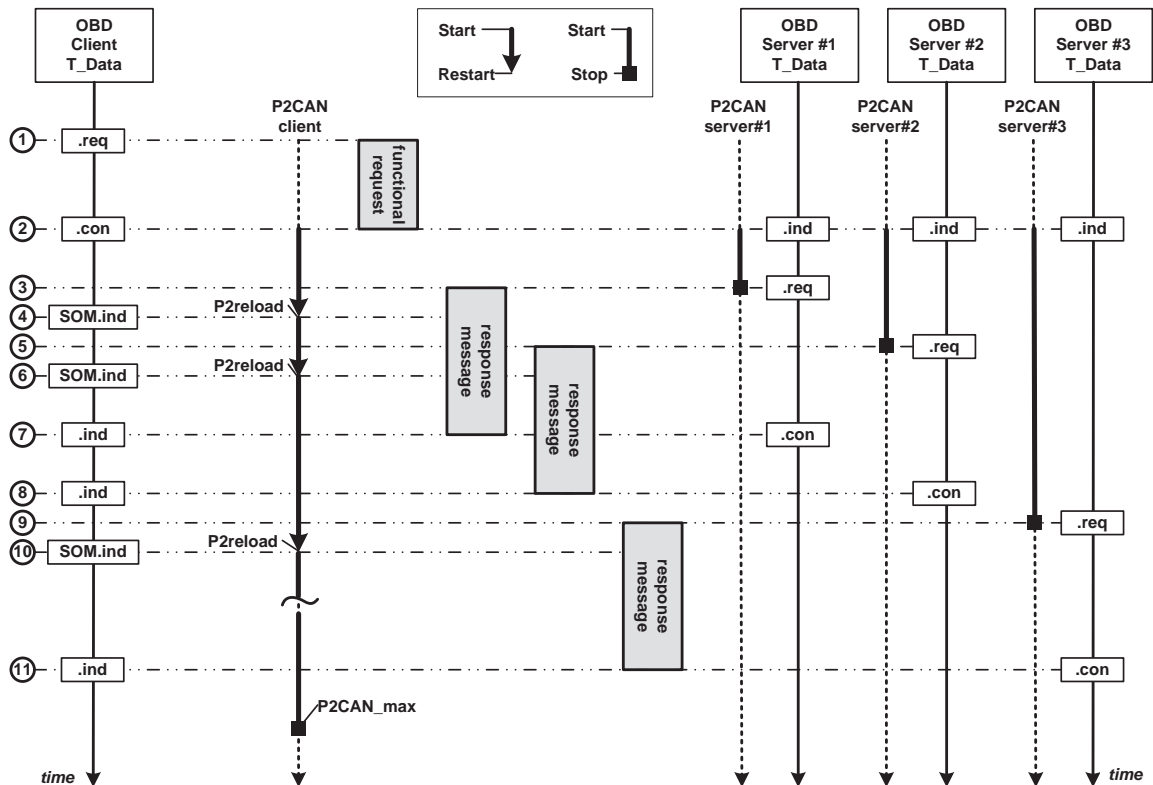 OBD
Client
T_Data
Start
Restart
Start
Stop
OBD
Server #1
T_Data
OBD
Server #2
T_Data
OBD
Server #3
T_Data
P2CAN
client
P2CAN
server#1
P2CAN
server#2
P2CAN
server#3
1
.req
functional
request
2
.con
.ind
.ind
.ind
3
.req
4
SOM.ind
P2reload
response
message
5
.req
6
SOM.ind
P2reload
response
message
7
.ind
.con
8
.ind
.con
9
.req
10
SOM.ind
P2reload
response
message
11
.ind
.con
P2CAN_max
time
time